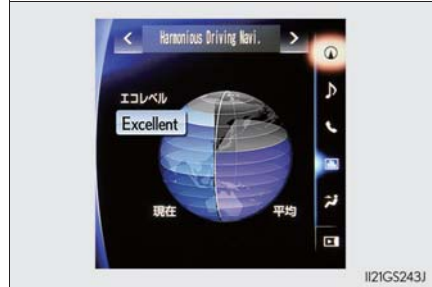 Harmonious Driving Navi.
エコレベル
Excellent
現在 平均
II21GS243J